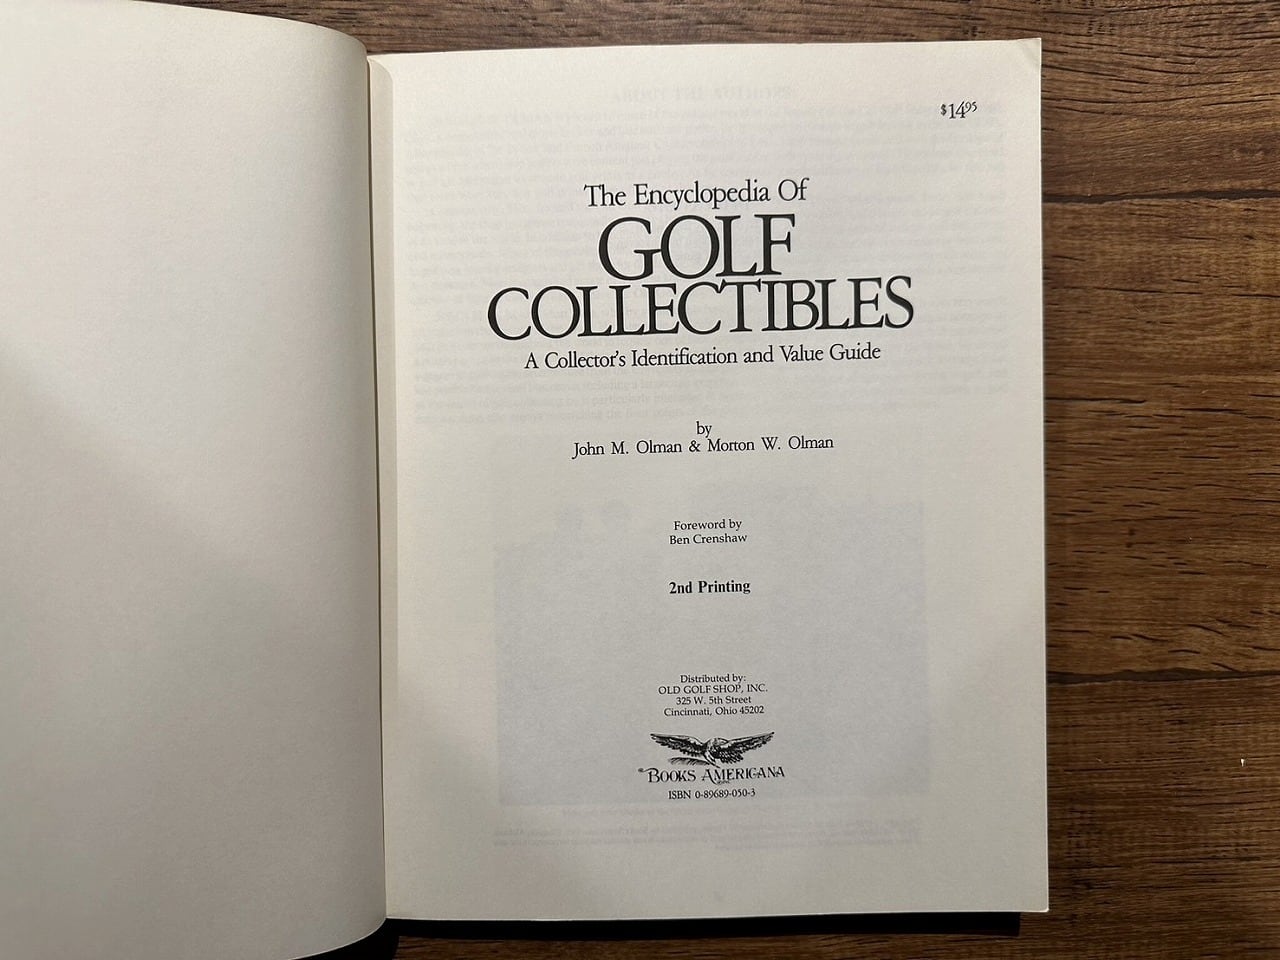 $14.95
The Encyclopedia Of
GOLF
COLLECTIBLES
A Collector's Identification and Value Guide
by
John M. Olman & Morton W. Olman
Foreword by
Ben Crenshaw
2nd Printing
Distributed by:
OLD GOLF SHOP, INC.
325 W. 5th Street
Cincinnati, Ohio 45202
BOOKS AMERICANA
ISBN 0-89689-050-3